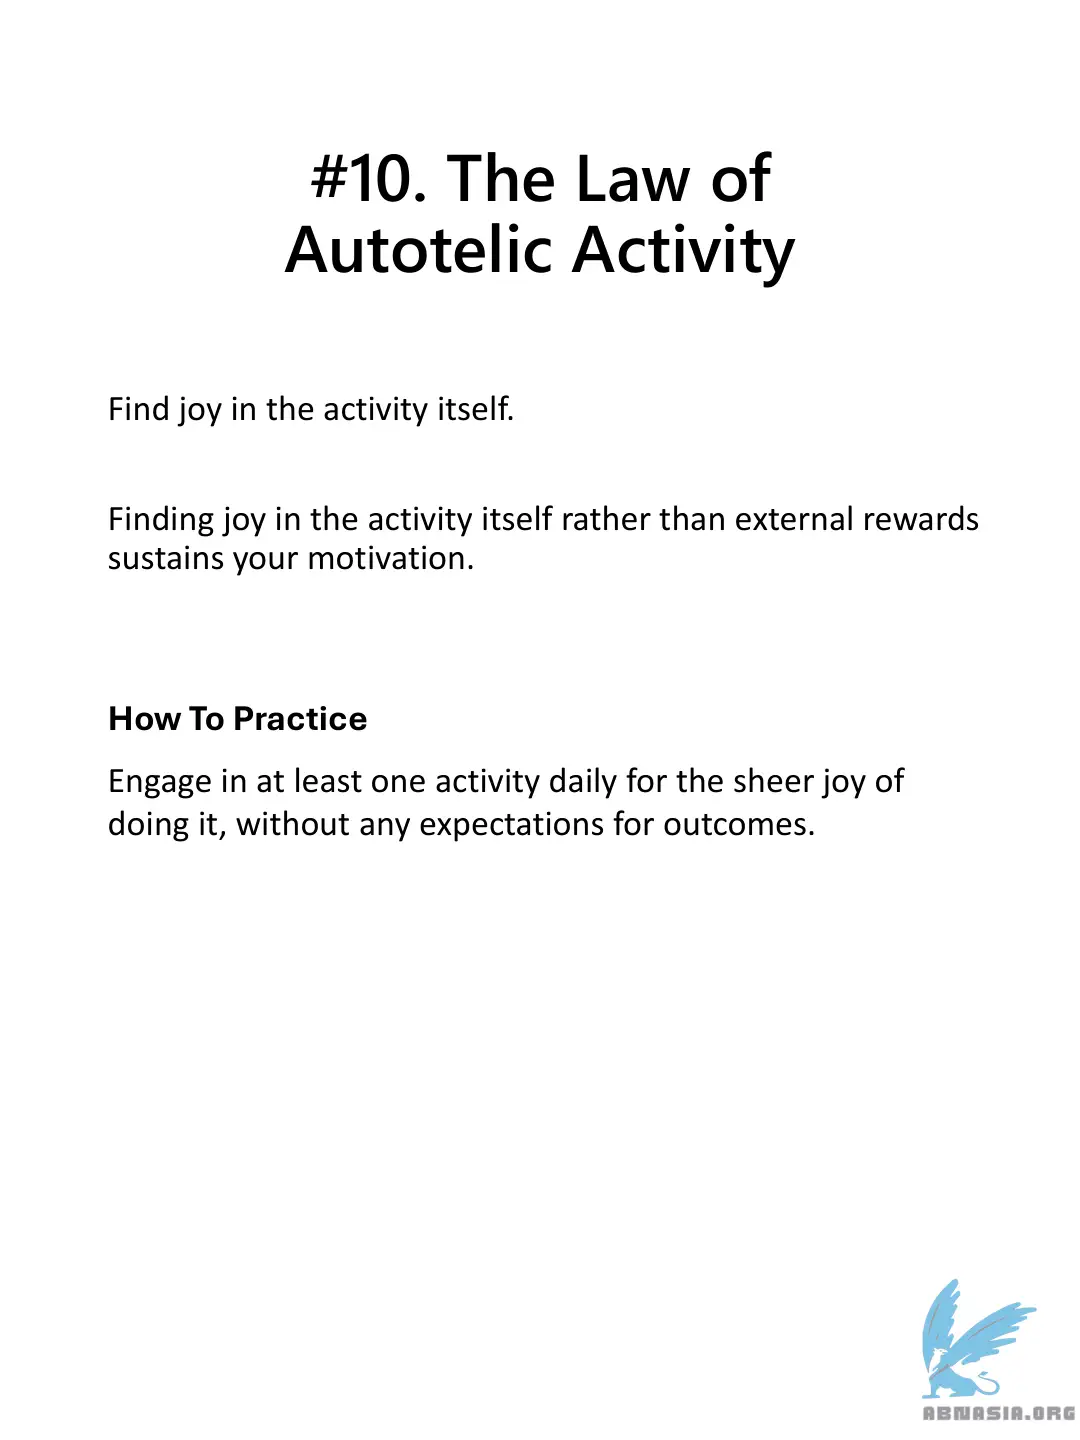 #10. The Law of
Autotelic Activity
Find joy in the activity itself.
Finding joy in the activity itself rather than external rewards
sustains your motivation.
How To Practice
Engage in at least one activity daily for the sheer joy of
doing it, without any expectations for outcomes.
ABNASIA.ORG